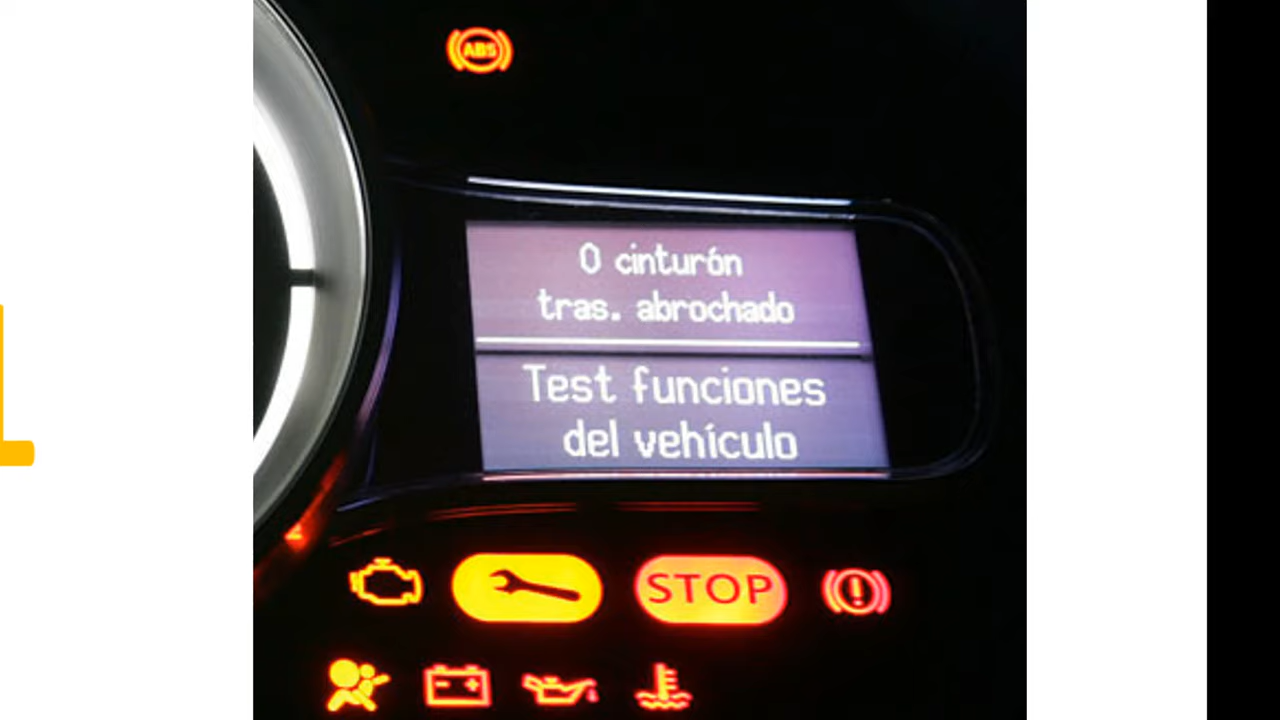 ABS
0 cinturón
tras. abrochado
Test funciones
del vehículo
STOP